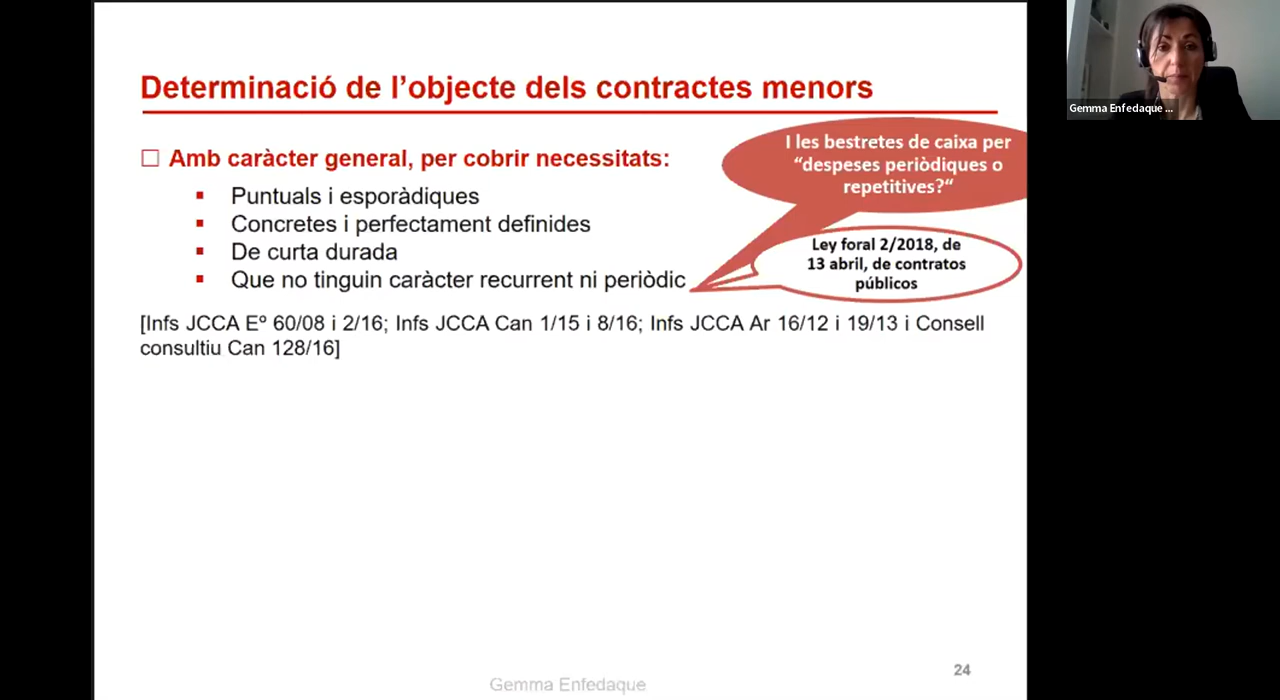 Determinació de l’objecte dels contractes menors
Amb caràcter general, per cobrir necessitats:
Puntuals i esporàdiques
Concretes i perfectament definides
De curta durada
Que no tinguin caràcter recurrent ni periòdic
I les bestretes de caixa per
“despeses periòdiques o
repetitives?“
Ley foral 2/2018, de
13 abril, de contratos
públicos
[Infs JCCA Eº 60/08 i 2/16; Infs JCCA Can 1/15 i 8/16; Infs JCCA Ar 16/12 i 19/13 i Consell
consultiu Can 128/16]
24
Gemma Enfedaque
Gemma Enfedaque ...